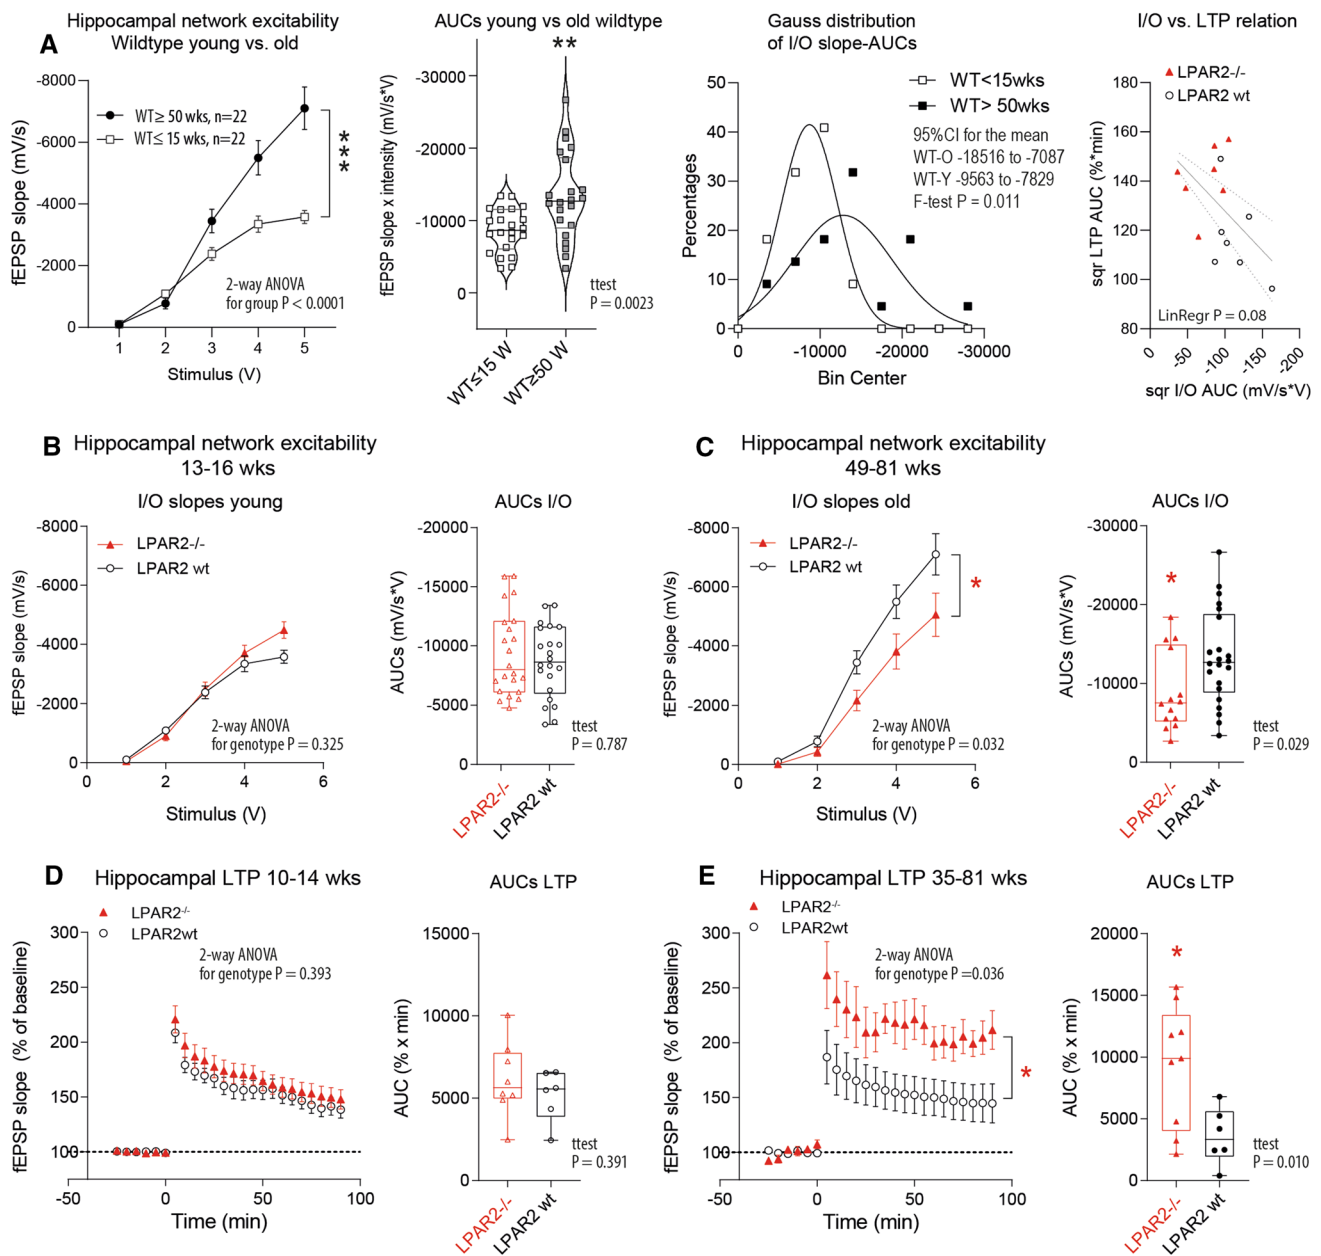 A
Hippocampal network excitability
Wildtype young vs. old
-8000
-6000
-4000
-2000
0
fEPSP slope (mV/s)
WT≥ 50 wks, n=22
WT≤ 15 wks, n=22
***
2-way ANOVA
for group P < 0.0001
1 2 3 4 5
Stimulus (V)
AUCs young vs old wildtype
**
-30000
-20000
-10000
0
fEPSP slope x intensity (mV/s*V)
ttest
P = 0.0023
WT≤15 W
WT≥50 W
Gauss distribution
of I/O slope-AUCs
WT<15wks
WT> 50wks
95%CI for the mean
WT-O -18516 to -7087
WT-Y -9563 to -7829
F-test P = 0.011
50
40
30
20
10
0
Percentages
0 -10000 -20000 -30000
Bin Center
I/O vs. LTP relation
LPAR2-/-
LPAR2 wt
180
160
140
120
100
80
sqr LTP AUC (%*min)
LinRegr P = 0.08
0 -50 -100 -150 -200
sqr I/O AUC (mV/s*V)
B
Hippocampal network excitability
13-16 wks
I/O slopes young
-8000
-6000
-4000
-2000
0
fEPSP slope (mV/s)
LPAR2-/-
LPAR2 wt
2-way ANOVA
for genotype P = 0.325
0 2 4 6
Stimulus (V)
AUCs I/O
-20000
-15000
-10000
-5000
0
AUCs (mV/s*V)
ttest
P = 0.787
LPAR2-/-
LPAR2 wt
C
Hippocampal network excitability
49-81 wks
I/O slopes old
-8000
-6000
-4000
-2000
0
fEPSP slope (mV/s)
LPAR2-/-
LPAR2 wt
*
2-way ANOVA
for genotype P = 0.032
0 2 4 6
Stimulus (V)
AUCs I/O
-30000
-20000
-10000
0
AUCs (mV/s*V)
*
ttest
P = 0.029
LPAR2-/-
LPAR2 wt
D
Hippocampal LTP 10-14 wks
LPAR2-/-
LPAR2wt
2-way ANOVA
for genotype P = 0.393
300
250
200
150
100
fEPSP slope (% of baseline)
-50 0 50 100
Time (min)
AUCs LTP
15000
10000
5000
0
AUC (% x min)
ttest
P = 0.391
LPAR2-/-
LPAR2 wt
E
Hippocampal LTP 35-81 wks
LPAR2-/-
LPAR2wt
2-way ANOVA
for genotype P =0.036
300
250
200
150
100
fEPSP slope (% of baseline)
*
-50 0 50 100
Time (min)
AUCs LTP
20000
15000
10000
5000
0
AUC (% x min)
*
ttest
P = 0.010
LPAR2-/-
LPAR2 wt